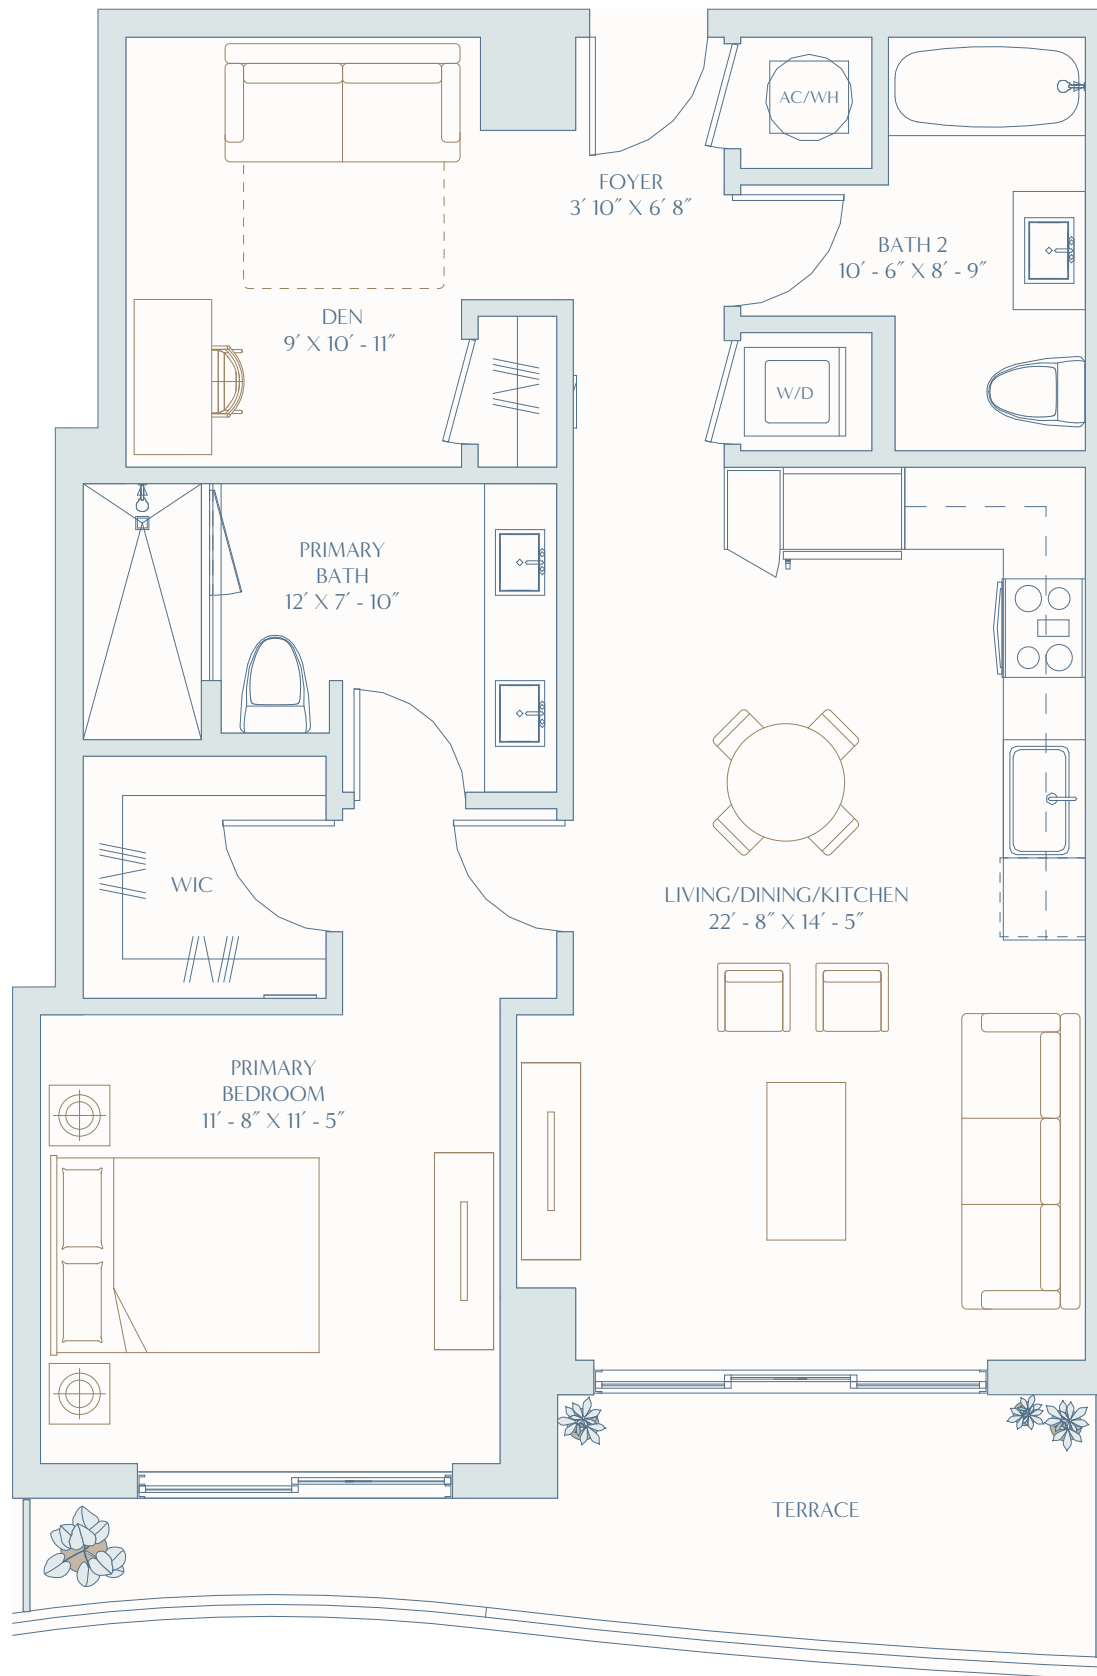 AC/WH
FOYER
3′ 10″ X 6′ 8″
BATH 2
10′ - 6″ X 8′ - 9″
DEN
9′ X 10′ - 11″
W/D
PRIMARY
BATH
12′ X 7′ - 10″
WIC
LIVING/DINING/KITCHEN
22′ - 8″ X 14′ - 5″
PRIMARY
BEDROOM
11′ - 8″ X 11′ - 5″
TERRACE